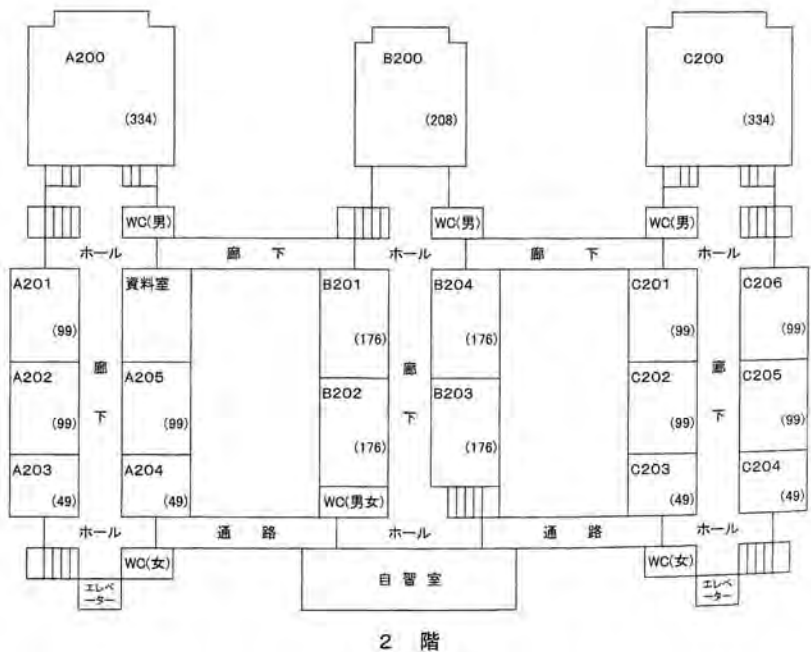 A200
(334)
B200
(208)
C200
(334)
WC(男)
WC(男)
WC(男)
ホール
廊下
ホール
廊下
ホール
A201
(99)
資料室
B201
(176)
B204
(176)
C201
(99)
C206
(99)
廊下
廊下
廊下
A202
(99)
A205
(99)
B202
(176)
B203
(176)
C202
(99)
C205
(99)
A203
(49)
A204
(49)
WC(男女)
C203
(49)
C204
(49)
ホール
通路
ホール
通路
ホール
WC(女)
WC(女)
エレベ
ーター
自習室
エレベ
ーター
2 階